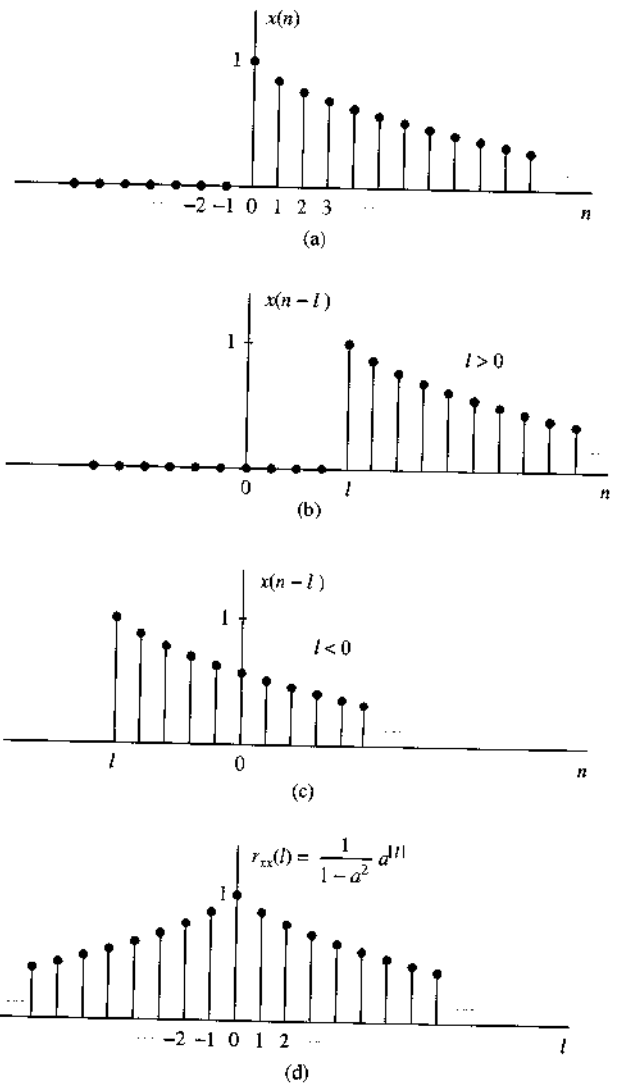 x(n)
1
·· −2 −1 0 1 2 3 ··
n
(a)
x(n − l)
1
l > 0
··
0 l n
(b)
x(n − l)
1
l < 0
···
l 0 n
(c)
r_xx(l) = 1/(1 − a²) a^|l|
1
···· ····
··· −2 −1 0 1 2 ··
l
(d)